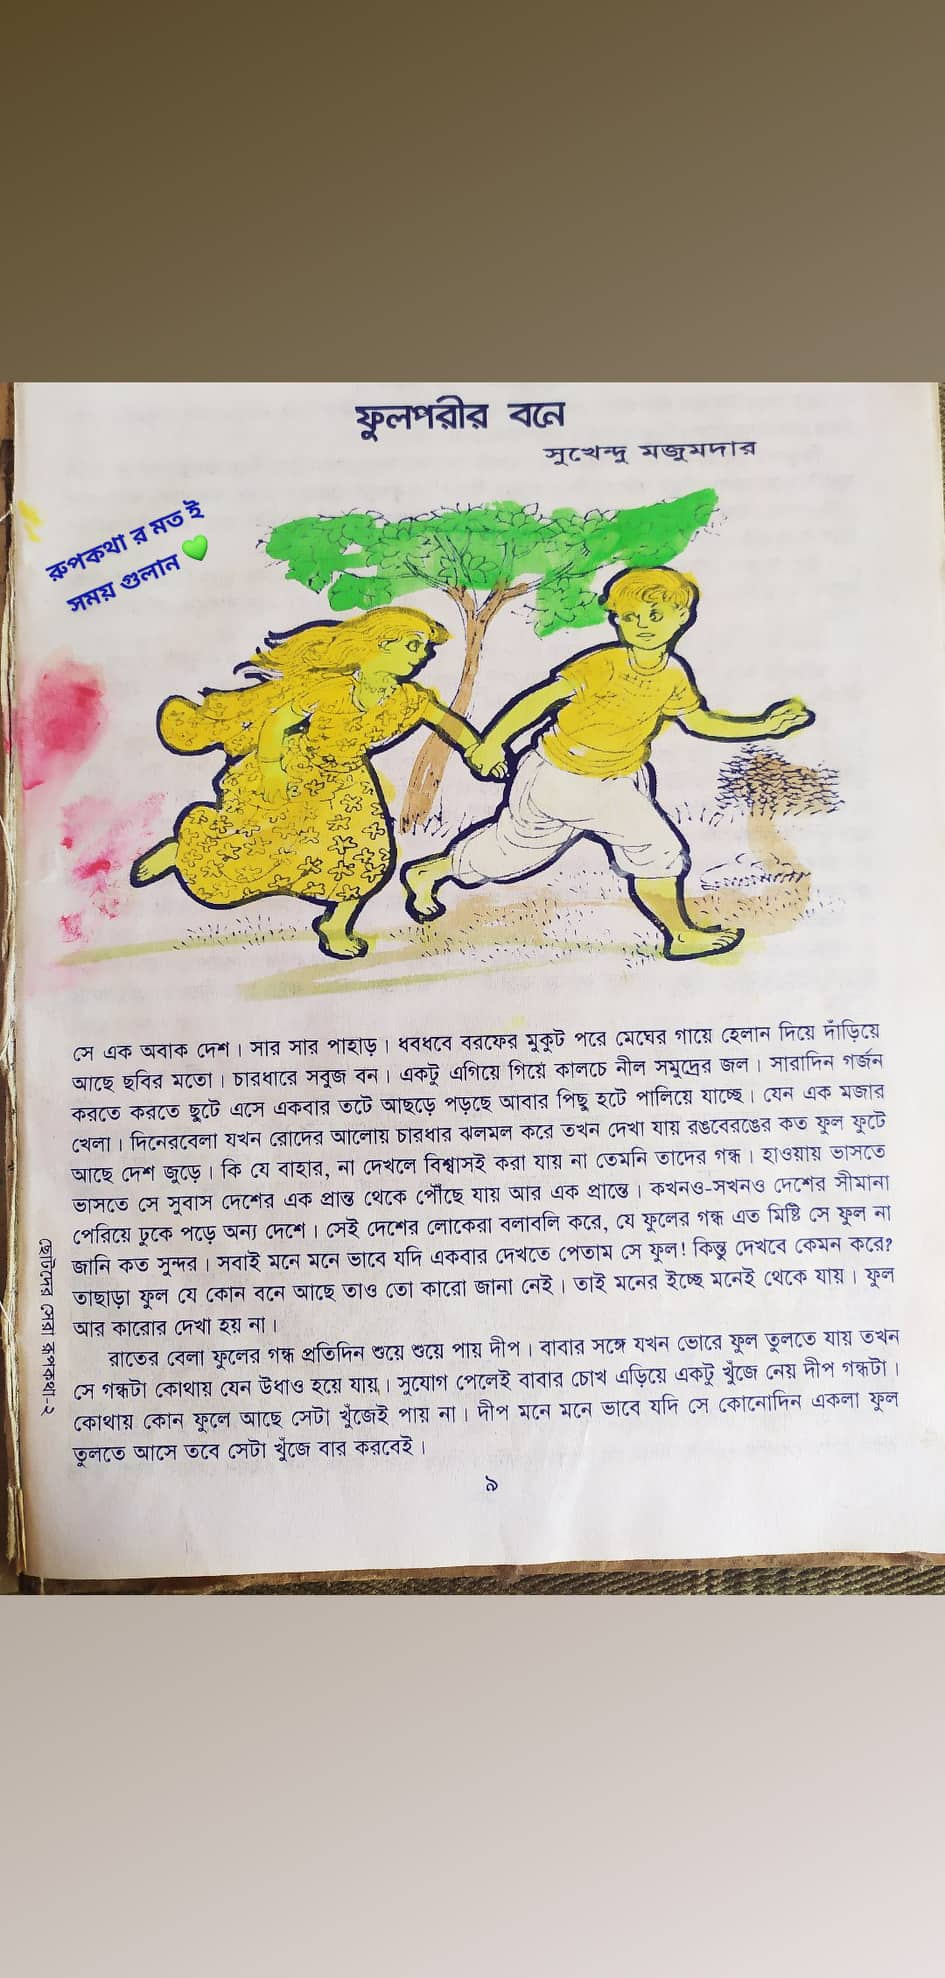 ফুলপরীর বনে
সুখেন্দু মজুমদার
রুপকথা র মত ই
সময় গুলান 💚
সে এক অবাক দেশ। সার সার পাহাড়। ধবধবে বরফের মুকুট পরে মেঘের গায়ে হেলান দিয়ে দাঁড়িয়ে
আছে ছবির মতো। চারধারে সবুজ বন। একটু এগিয়ে গিয়ে কালচে নীল সমুদ্রের জল। সারাদিন গর্জন
করতে করতে ছুটে এসে একবার তটে আছড়ে পড়ছে আবার পিছু হটে পালিয়ে যাচ্ছে। যেন এক মজার
খেলা। দিনেরবেলা যখন রোদের আলোয় চারধার ঝলমল করে তখন দেখা যায় রঙবেরঙের কত ফুল ফুটে
আছে দেশ জুড়ে। কি যে বাহার, না দেখলে বিশ্বাসই করা যায় না তেমনি তাদের গন্ধ। হাওয়ায় ভাসতে
ভাসতে সে সুবাস দেশের এক প্রান্ত থেকে পৌঁছে যায় আর এক প্রান্তে। কখনও-সখনও দেশের সীমানা
পেরিয়ে ঢুকে পড়ে অন্য দেশে। সেই দেশের লোকেরা বলাবলি করে, যে ফুলের গন্ধ এত মিষ্টি সে ফুল না
জানি কত সুন্দর। সবাই মনে মনে ভাবে যদি একবার দেখতে পেতাম সে ফুল! কিন্তু দেখবে কেমন করে?
তাছাড়া ফুল যে কোন বনে আছে তাও তো কারো জানা নেই। তাই মনের ইচ্ছে মনেই থেকে যায়। ফুল
আর কারোর দেখা হয় না।
রাতের বেলা ফুলের গন্ধ প্রতিদিন শুয়ে শুয়ে পায় দীপ। বাবার সঙ্গে যখন ভোরে ফুল তুলতে যায় তখন
সে গন্ধটা কোথায় যেন উধাও হয়ে যায়। সুযোগ পেলেই বাবার চোখ এড়িয়ে একটু খুঁজে নেয় দীপ গন্ধটা।
কোথায় কোন ফুলে আছে সেটা খুঁজেই পায় না। দীপ মনে মনে ভাবে যদি সে কোনোদিন একলা ফুল
তুলতে আসে তবে সেটা খুঁজে বার করবেই।
ছোটদের সেরা রূপকথা-২
৯